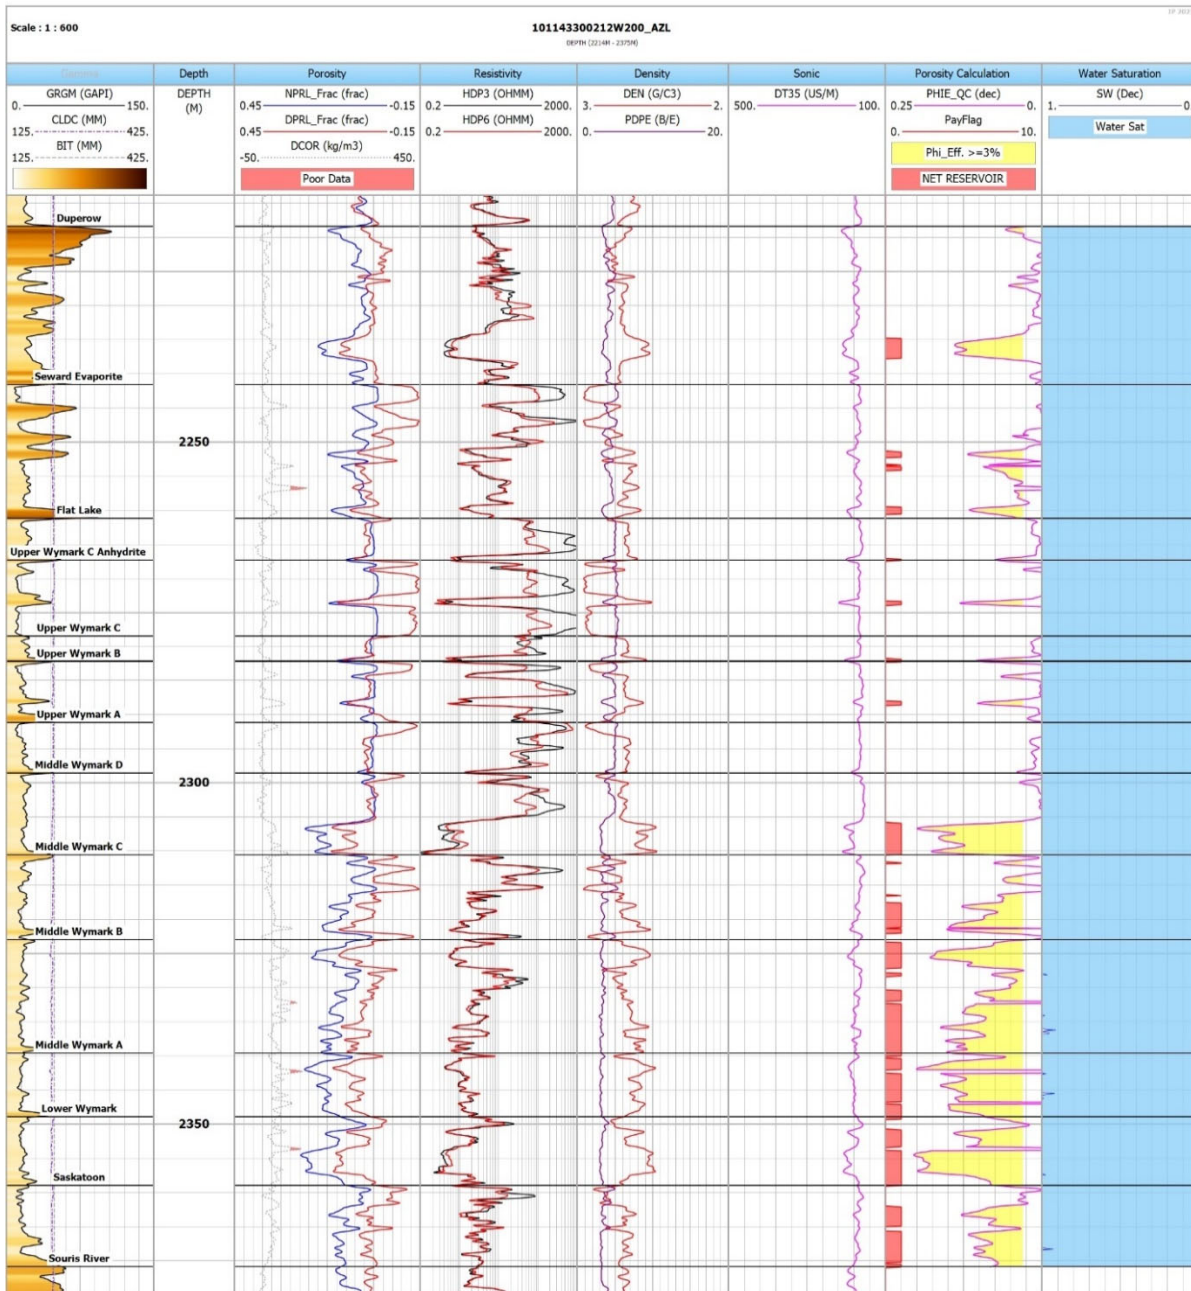 Scale : 1 : 600
101143300212W200_AZL
DEPTH (2214M - 2375M)
Depth
Porosity
Resistivity
Density
Sonic
Porosity Calculation
Water Saturation
GRGM (GAPI)
0. 150.
CLDC (MM)
125. 425.
BIT (MM)
125. 425.
DEPTH
(M)
NPRL_Frac (frac)
0.45 -0.15
DPRL_Frac (frac)
0.45 -0.15
DCOR (kg/m3)
-50. 450.
Poor Data
HDP3 (OHMM)
0.2 2000.
HDP6 (OHMM)
0.2 2000.
DEN (G/C3)
3. 2.
PDPE (B/E)
0. 20.
DT35 (US/M)
500. 100.
PHIE_QC (dec)
0.25 0.
PayFlag
0. 10.
Phi_Eff. >=3%
NET RESERVOIR
SW (Dec)
1. 0.
Water Sat
Duperow
Seward Evaporite
2250
Flat Lake
Upper Wymark C Anhydrite
Upper Wymark C
Upper Wymark B
Upper Wymark A
Middle Wymark D
2300
Middle Wymark C
Middle Wymark B
Middle Wymark A
Lower Wymark
2350
Saskatoon
Souris River